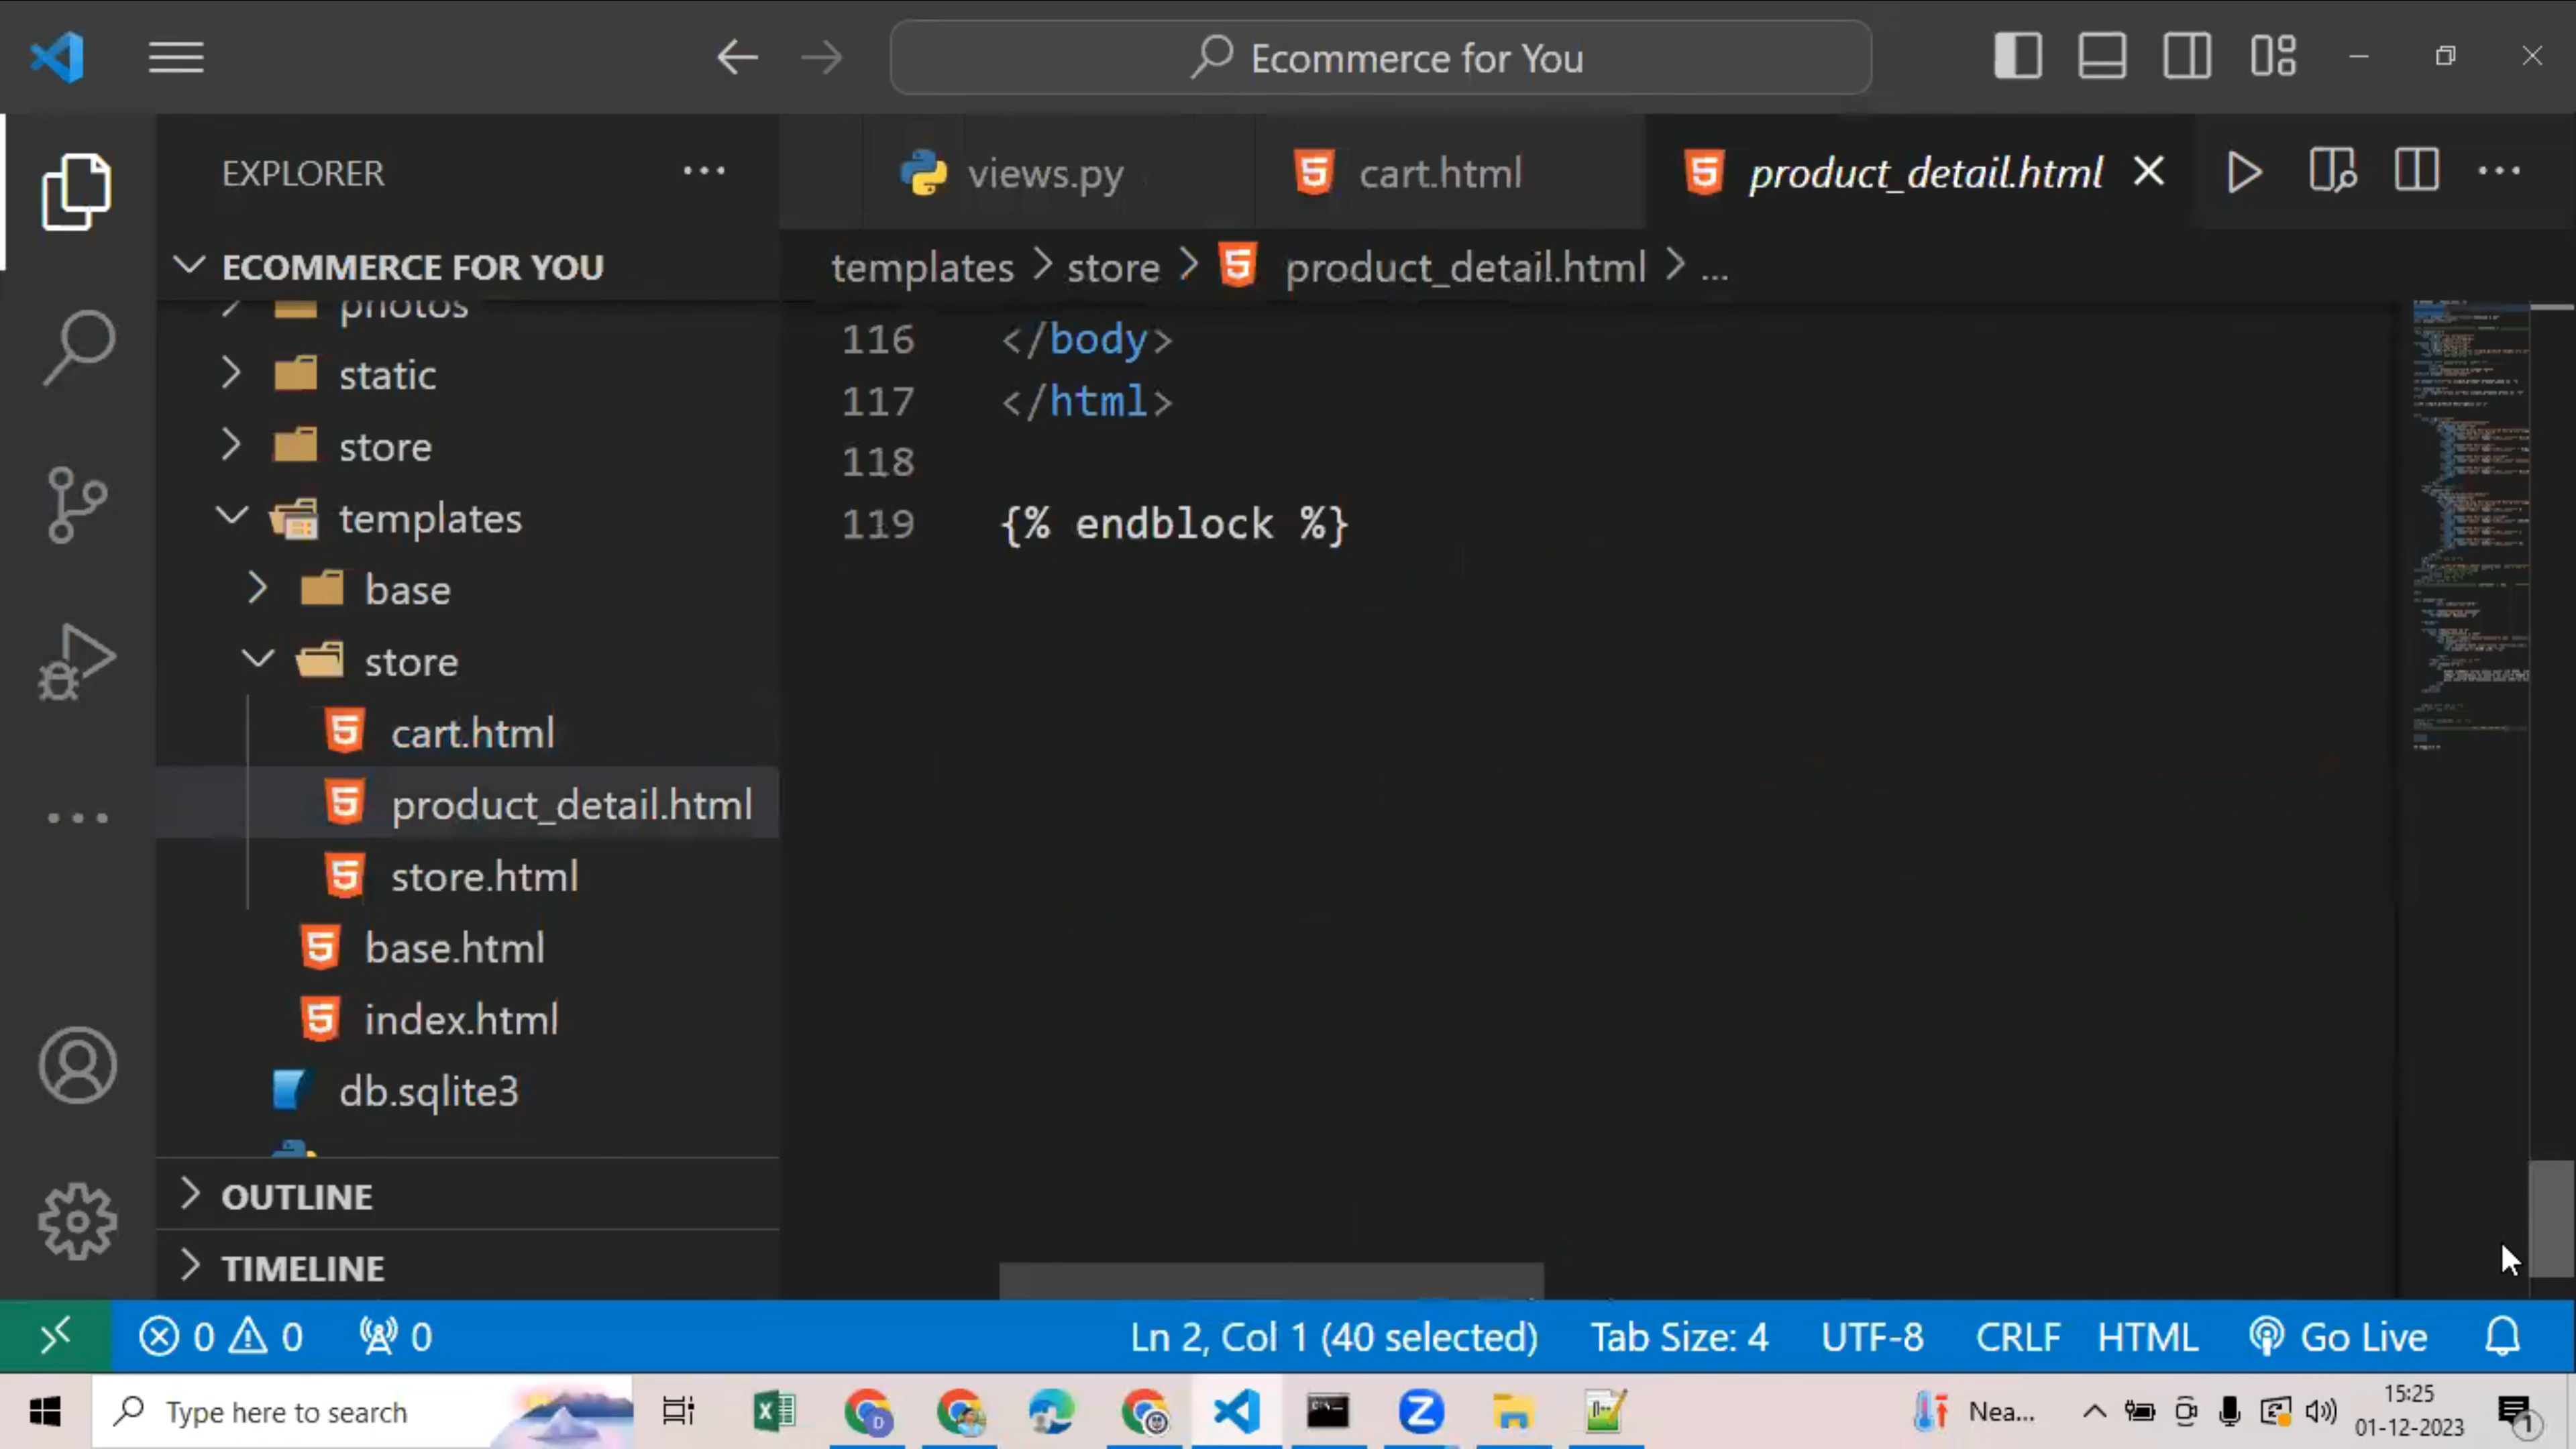 Ecommerce for You
EXPLORER
views.py
cart.html
product_detail.html
ECOMMERCE FOR YOU
templates > store > product_detail.html > ...
photos
static
store
templates
base
store
cart.html
product_detail.html
store.html
base.html
index.html
db.sqlite3
OUTLINE
TIMELINE
116 </body>
117 </html>
118
119 {% endblock %}
0 0 0
Ln 2, Col 1 (40 selected)
Tab Size: 4
UTF-8
CRLF
HTML
Go Live
Type here to search
Nea...
15:25
01-12-2023
1